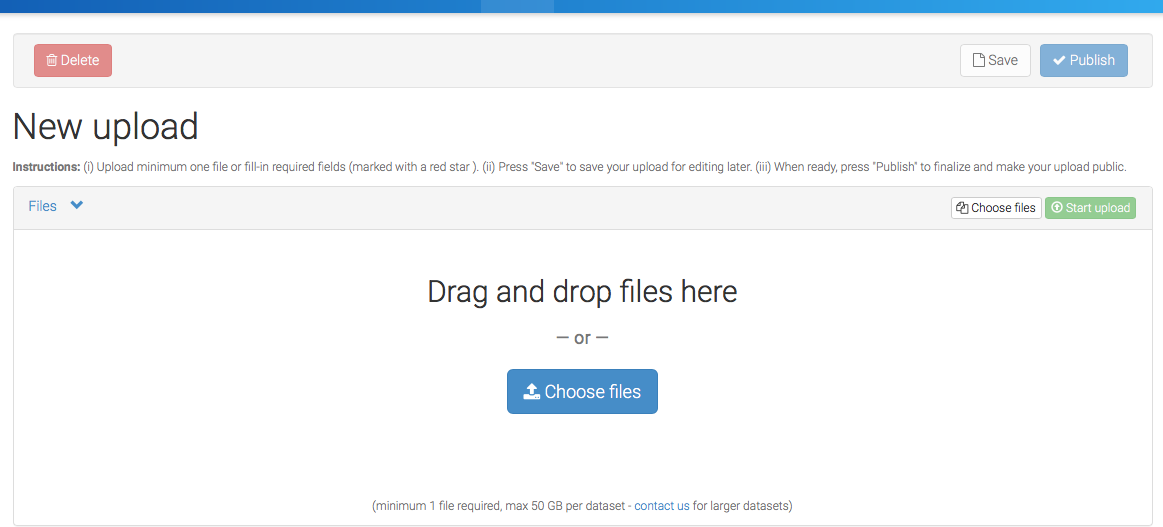 Delete
Save
Publish
New upload
Instructions: (i) Upload minimum one file or fill-in required fields (marked with a red star ). (ii) Press "Save" to save your upload for editing later. (iii) When ready, press "Publish" to finalize and make your upload public.
Files
Choose files
Start upload
Drag and drop files here
— or —
Choose files
(minimum 1 file required, max 50 GB per dataset - contact us for larger datasets)